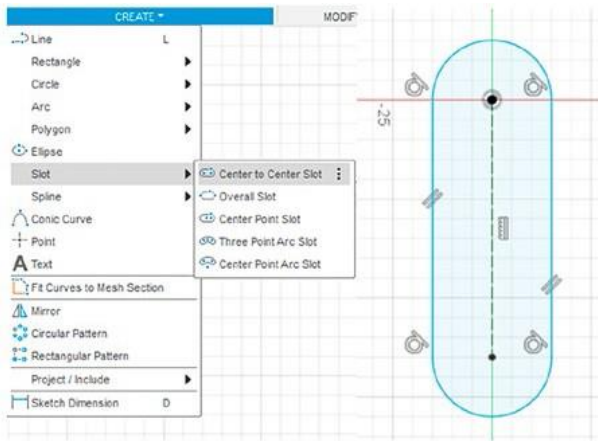 CREATE
MODIF
Line L
Rectangle
Circle
Arc
Polygon
Ellipse
Slot
Center to Center Slot
Overall Slot
Center Point Slot
Three Point Arc Slot
Center Point Arc Slot
Spline
Conic Curve
Point
A Text
Fit Curves to Mesh Section
Mirror
Circular Pattern
Rectangular Pattern
Project / Include
Sketch Dimension D
-25